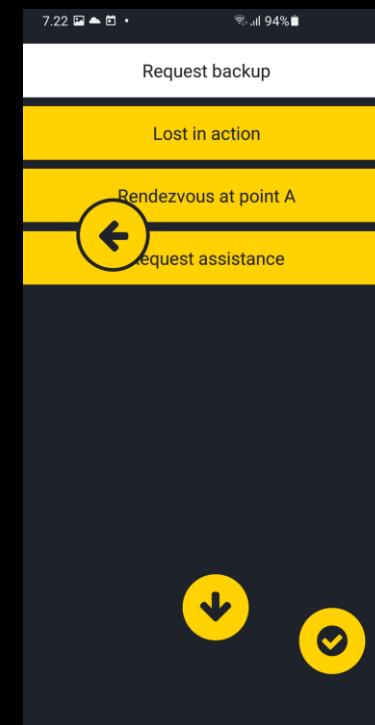 7.22 94%
Request backup
Lost in action
Rendezvous at point A
Request assistance